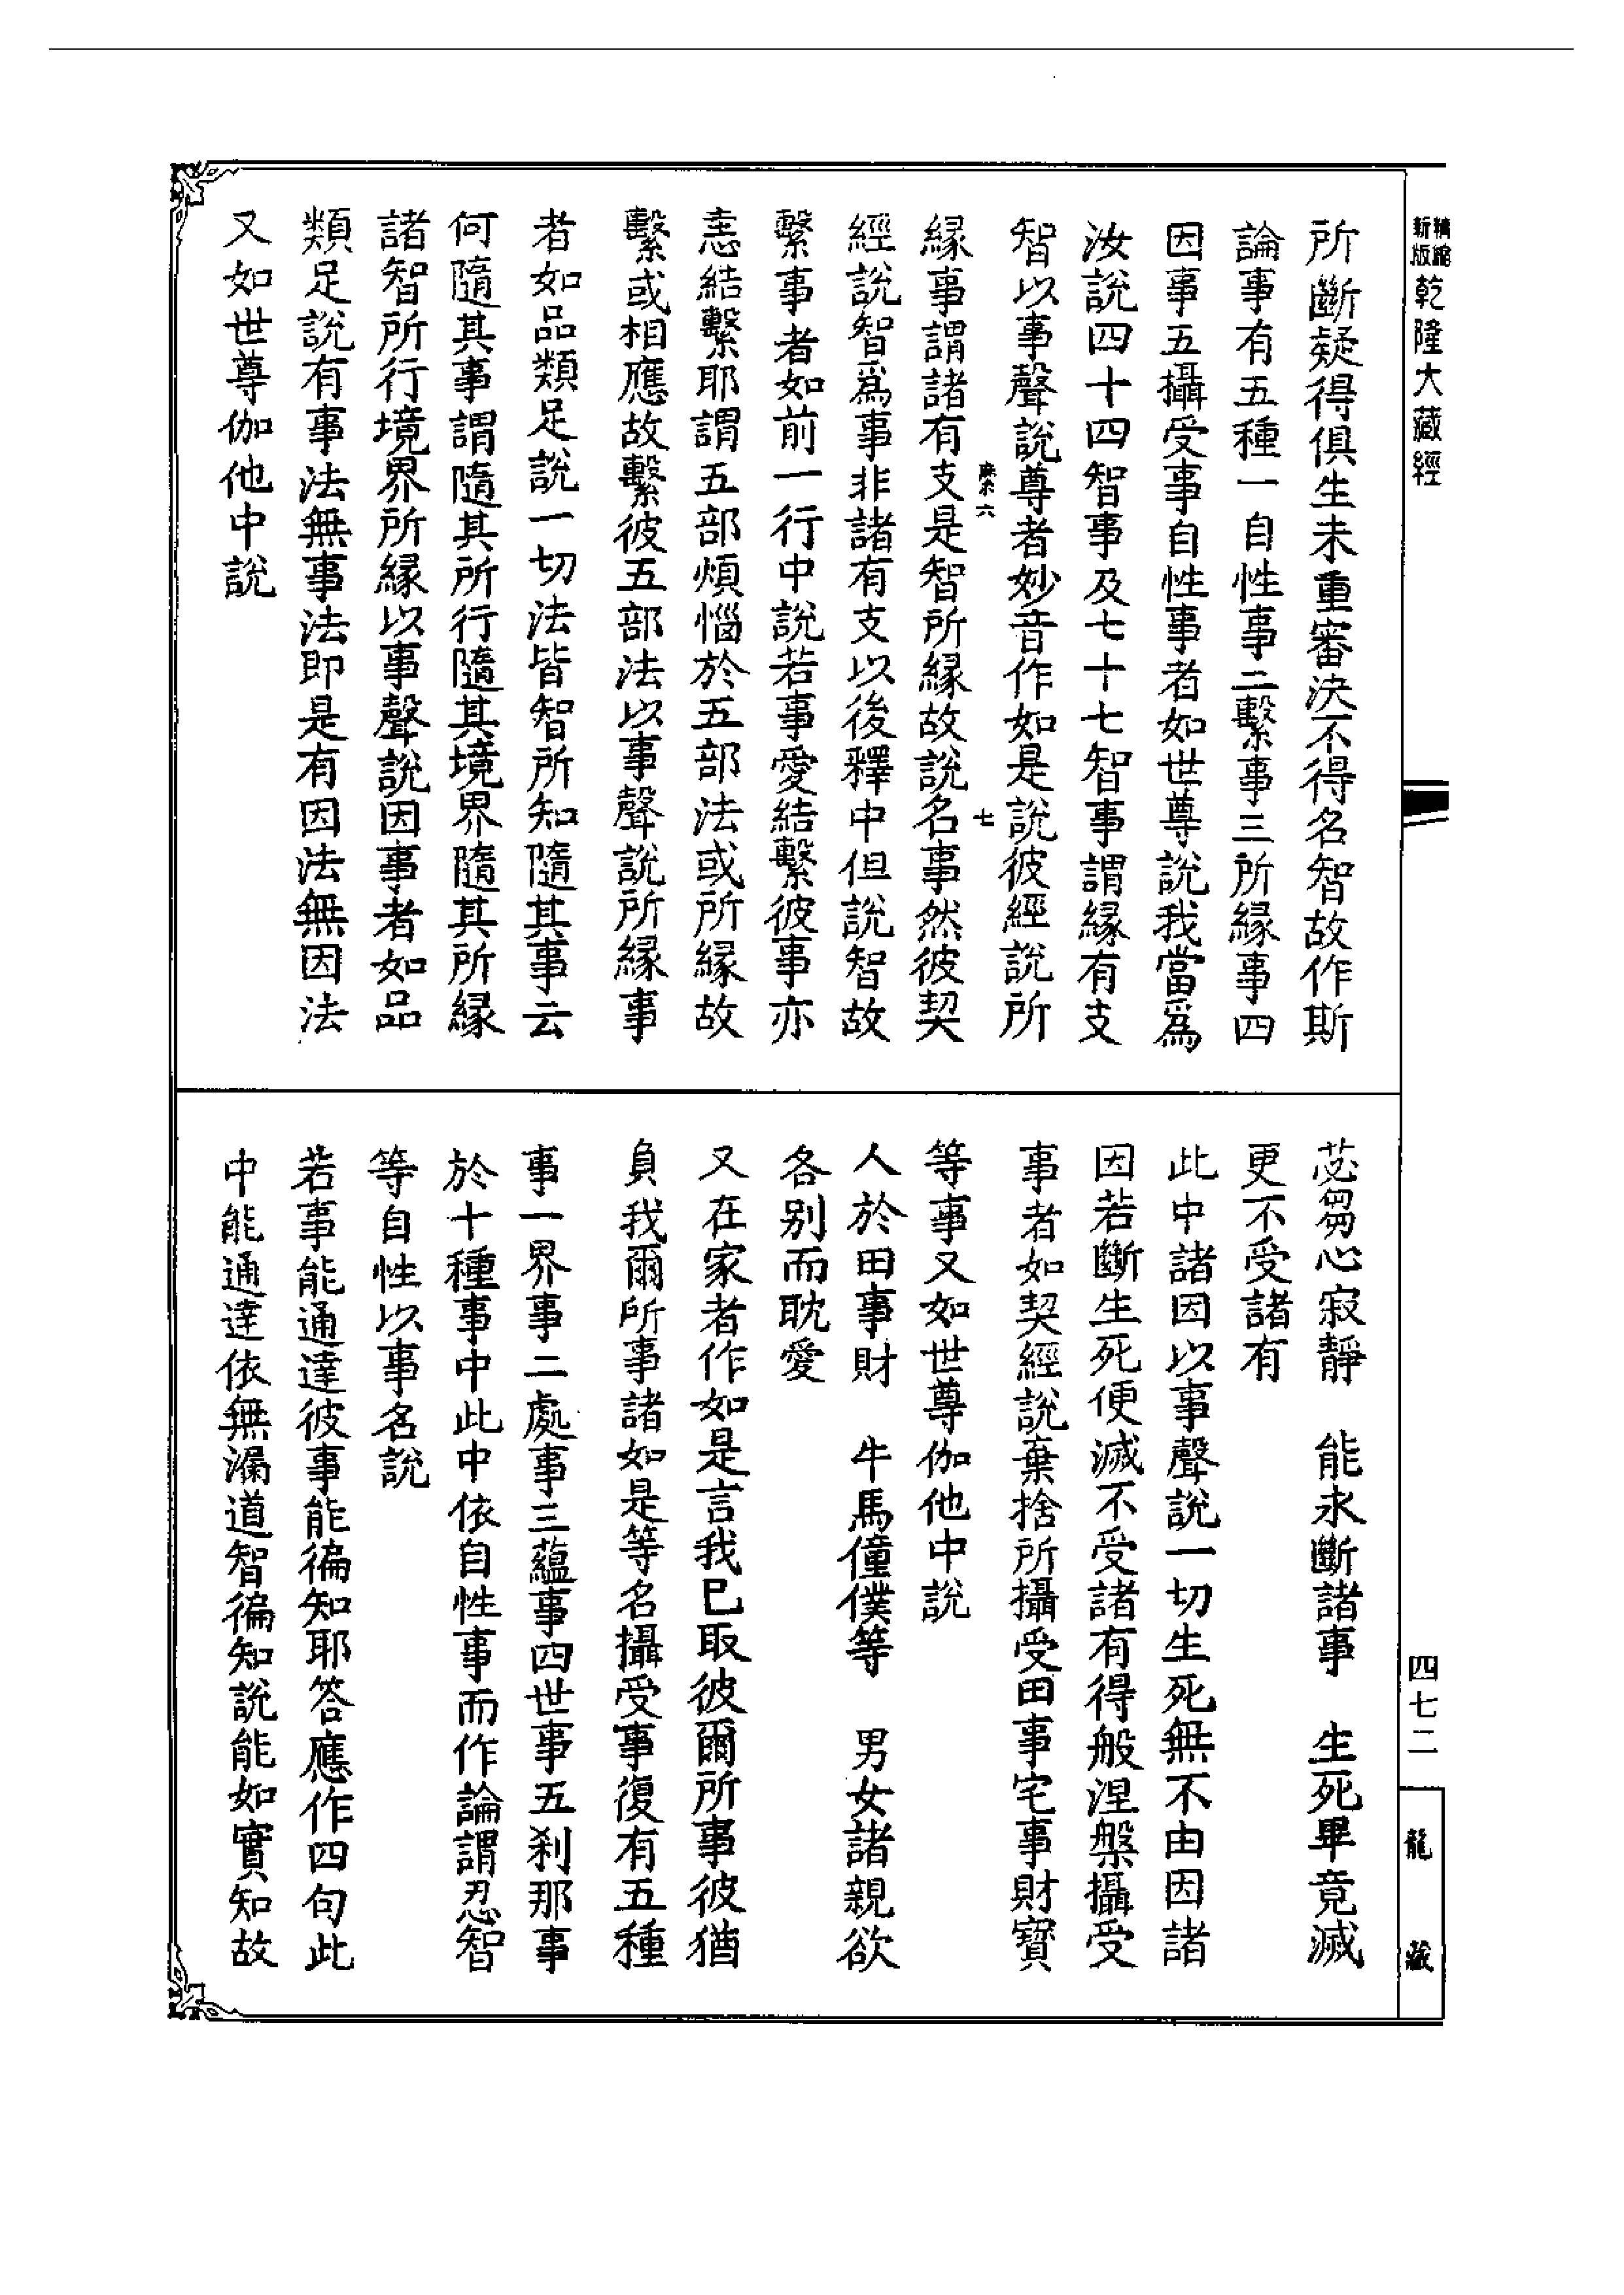 精縮新版乾隆大藏經
所斷疑得俱生未重審決不得名智故作斯
論事有五種一自性事二繫事三所縁事四
因事五攝受事自性事者如世尊說我當爲
汝說四十四智事及七十七智事謂縁有支
智以事聲說尊者妙音作如是說彼經說所
六 七
縁事謂諸有支是智所縁故說名事然彼契
經說智爲事非諸有支以後釋中但說智故
繫事者如前一行中說若事愛結繫彼事亦
恚結繫耶謂五部煩惱於五部法或所縁故
繫或相應故繫彼五部法以事聲說所縁事
者如品類足說一切法皆智所知隨其事云
何隨其事謂隨其所行隨其境界隨其所縁
諸智所行境界所縁以事聲說因事者如品
類足說有事法無事法即是有因法無因法
又如世尊伽他中說
苾芻心寂靜 能永斷諸事 生死畢竟滅
更不受諸有
此中諸因以事聲說一切生死無不由因諸
因若斷生死便滅不受諸有得般涅槃攝受
事者如契經說棄捨所攝受田事宅事財寶
等事又如世尊伽他中說
人於田事財 牛馬僮僕等 男女諸親欲
各别而耽愛
又在家者作如是言我已取彼爾所事彼猶
負我爾所事諸如是等名攝受事復有五種
事一界事二處事三蘊事四世事五刹那事
於十種事中此中依自性事而作論謂忍智
等自性以事名說
若事能通達彼事能徧知耶答應作四句此
中能通達依無漏道智徧知說能如實知故
四七二
龍藏